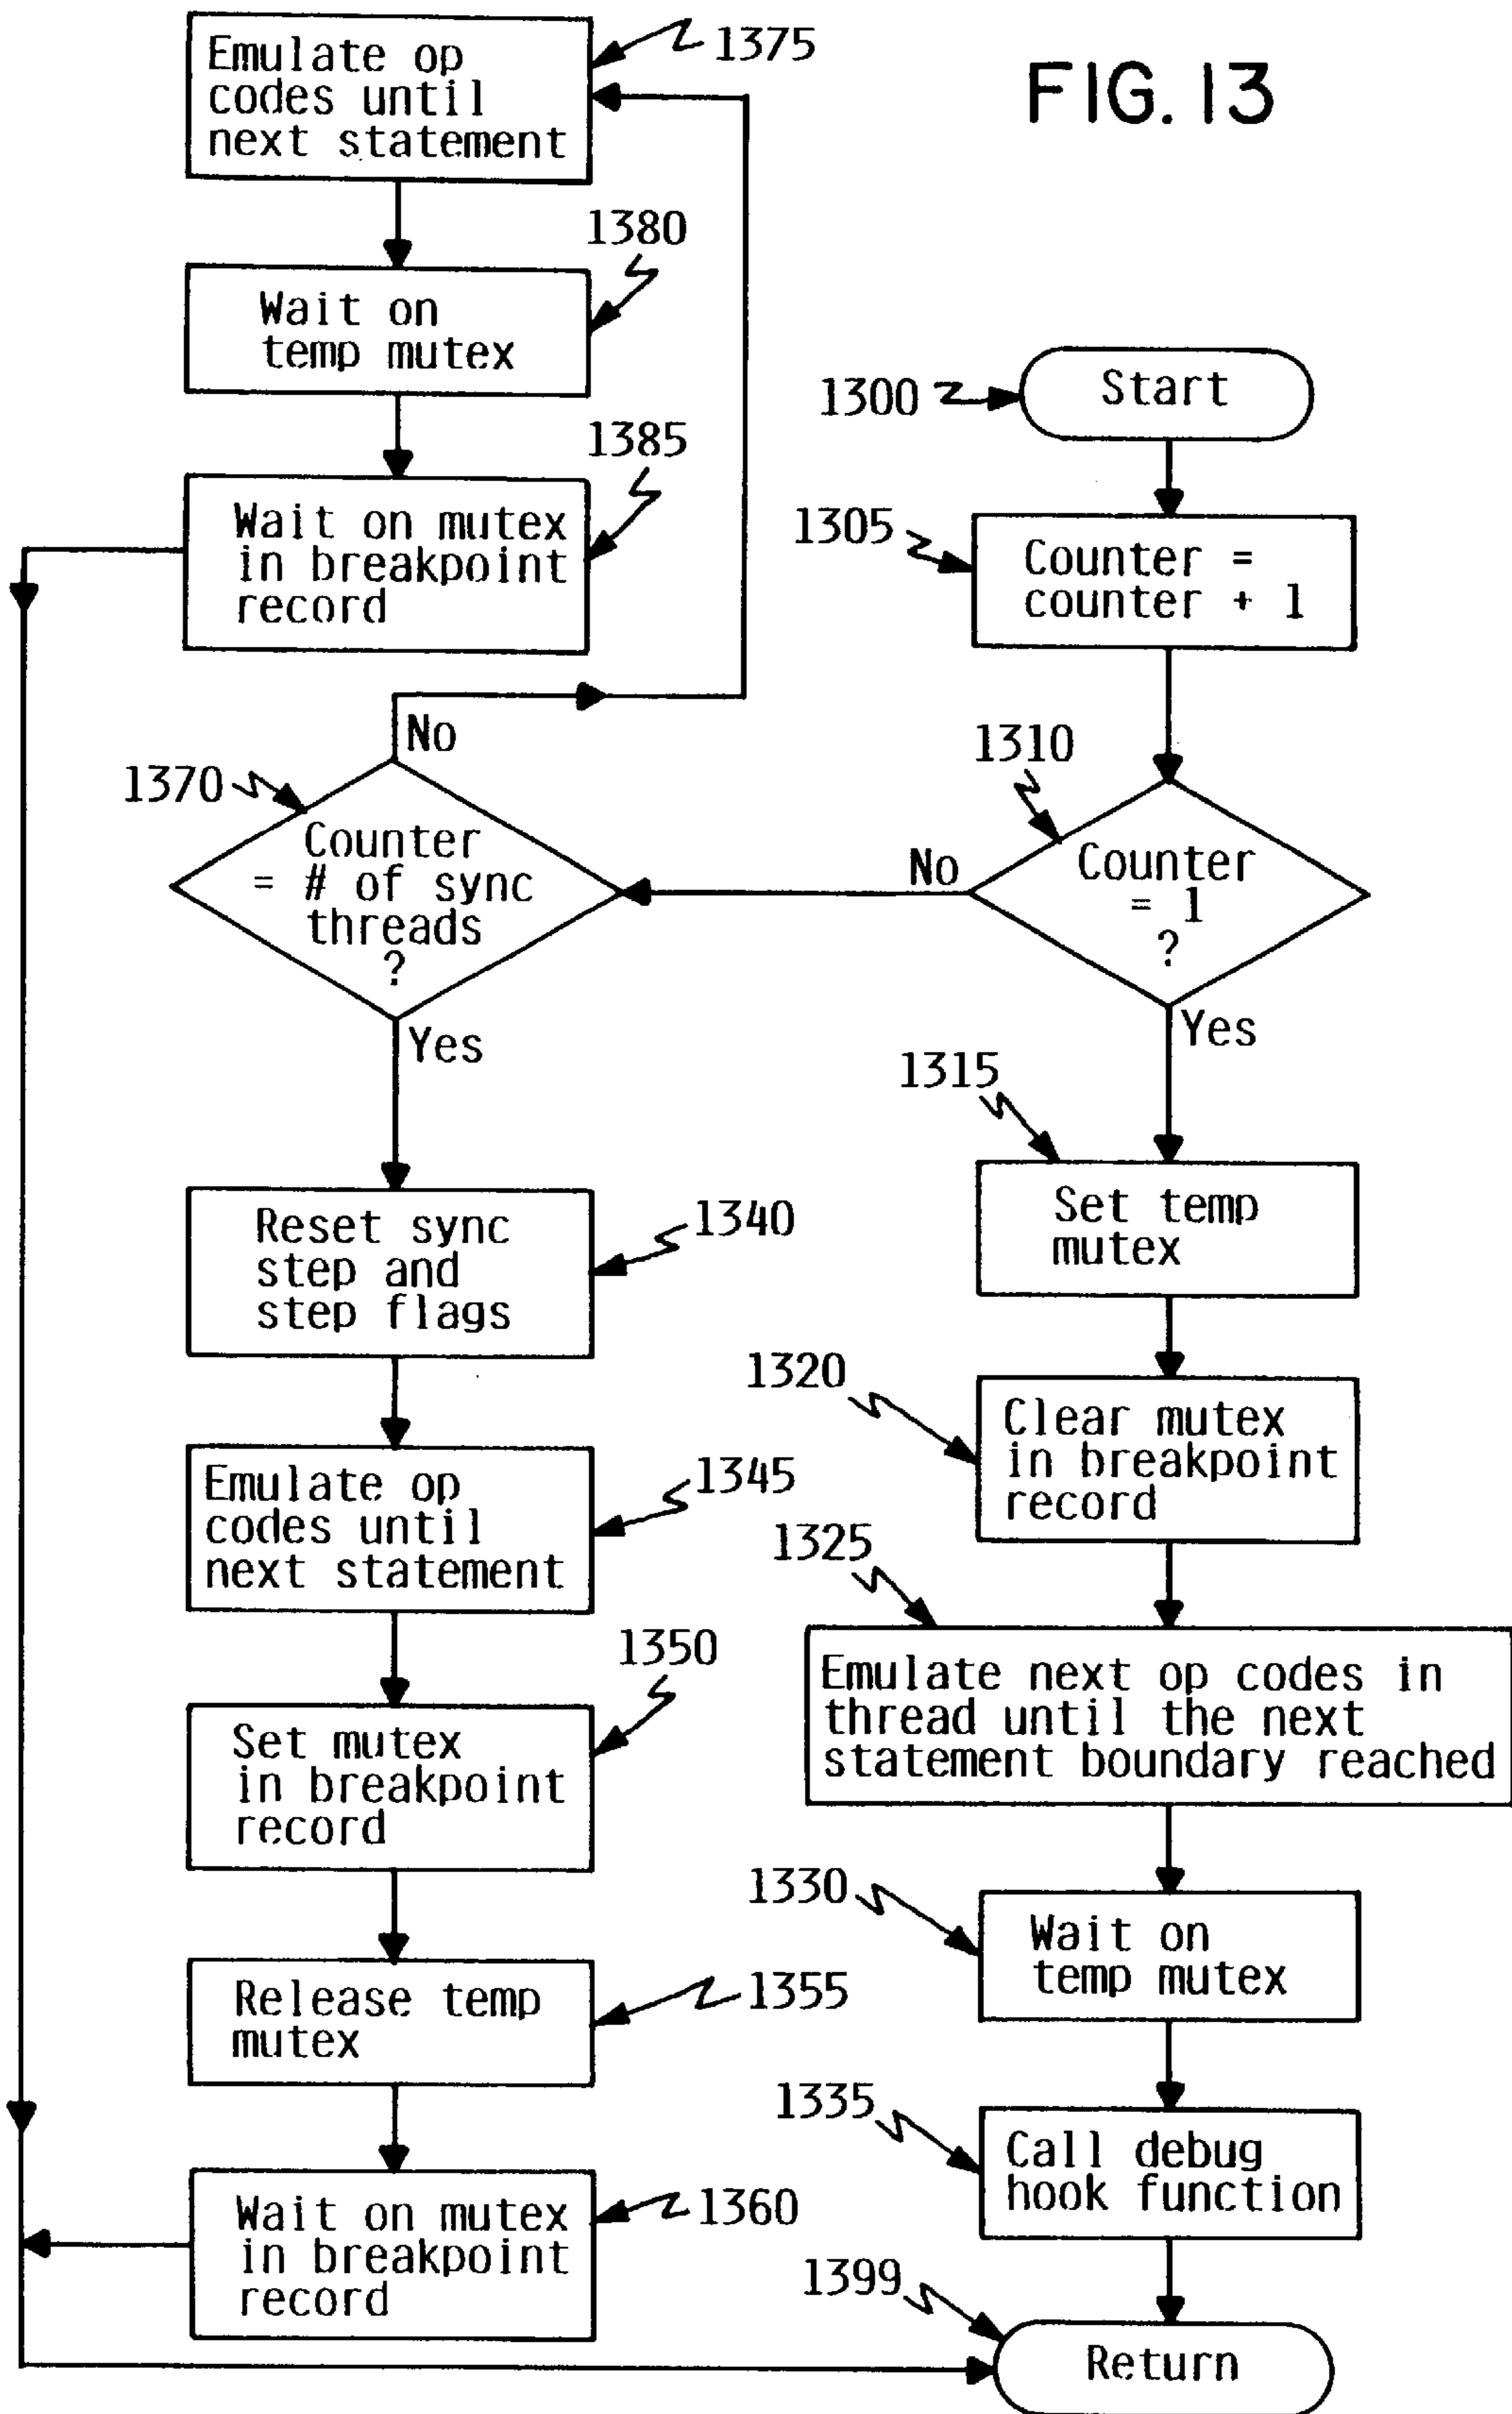 FIG. 13
Emulate op
codes until
next statement
1375
Wait on
temp mutex
1380
Wait on mutex
in breakpoint
record
1385
Start
1300
Counter =
counter + 1
1305
1310
Counter
= 1
?
No
Yes
1370
No
Counter
= # of sync
threads
?
Yes
1315
Set temp
mutex
1320
Clear mutex
in breakpoint
record
1325
Emulate next op codes in
thread until the next
statement boundary reached
1330
Wait on
temp mutex
1335
Call debug
hook function
1399
Return
Reset sync
step and
step flags
1340
Emulate op
codes until
next statement
1345
Set mutex
in breakpoint
record
1350
Release temp
mutex
1355
Wait on mutex
in breakpoint
record
1360